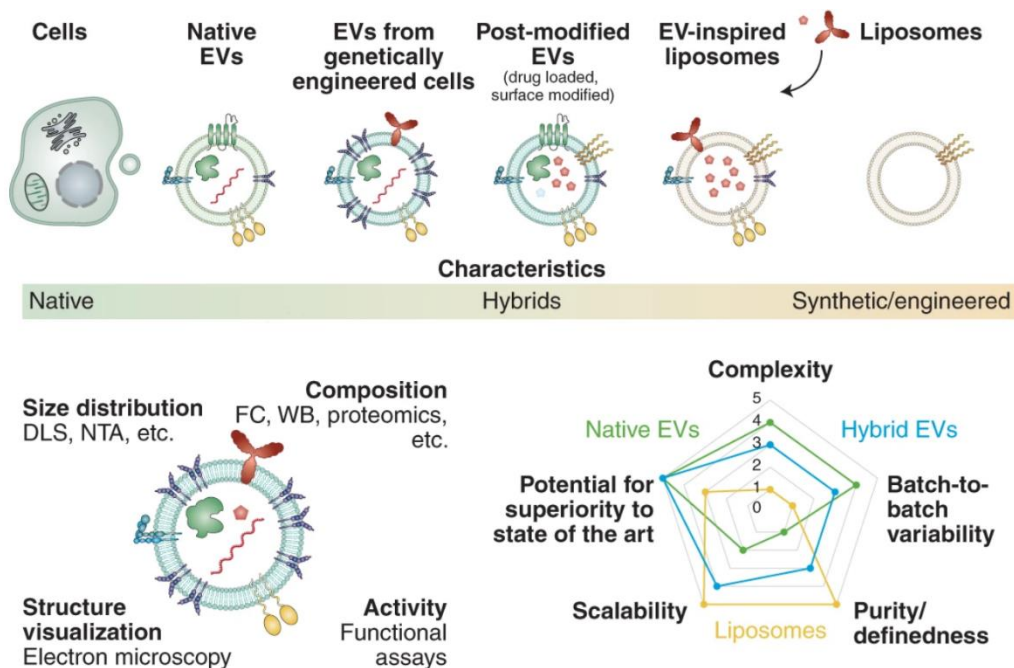 Cells
Native
EVs
EVs from
genetically
engineered cells
Post-modified
EVs
(drug loaded,
surface modified)
EV-inspired
liposomes
Liposomes
Characteristics
Native
Hybrids
Synthetic/engineered
Size distribution
DLS, NTA, etc.
Composition
FC, WB, proteomics,
etc.
Structure
visualization
Electron microscopy
Activity
Functional
assays
Complexity
5
4
3
2
1
0
Native EVs
Hybrid EVs
Potential for
superiority to
state of the art
Batch-to-
batch
variability
Scalability
Liposomes
Purity/
definedness